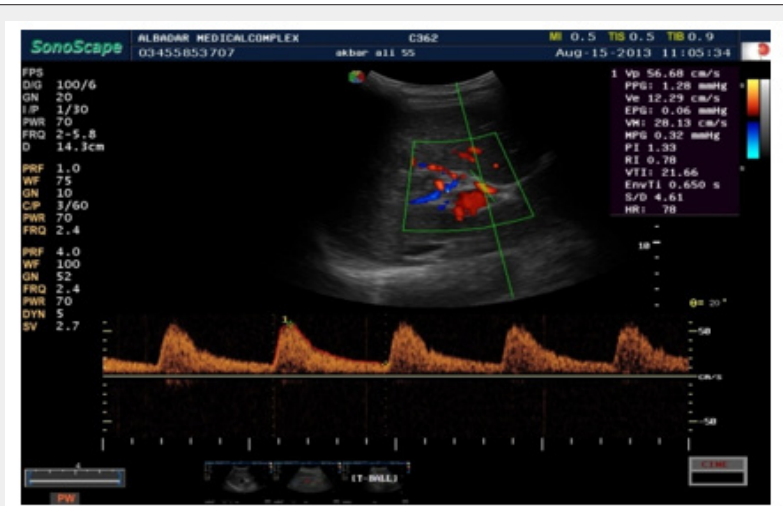 SonoScape
ALBADAR MEDICALCOMPLEX C362 MI 0.5 TIS 0.5 TIB 0.9
03455853707 akbar ali 55 Aug-15-2013 11:05:34
FPS
D/G 100/6
GN 20
I/P 1/30
PWR 70
FRQ 2-5.8
D 14.3cm
PRF 1.0
WF 75
GN 10
C/P 3/60
PWR 70
FRQ 2.4
PRF 4.0
WF 100
GN 52
FRQ 2.4
PWR 70
DYN 5
SV 2.7
1 Vp 56.68 cm/s
PPG: 1.28 mmHg
Ve 12.29 cm/s
EPG: 0.06 mmHg
VM: 28.13 cm/s
MPG 0.32 mmHg
PI 1.33
RI 0.78
VTI: 21.66
EnvTi 0.650 s
S/D 4.61
HR: 78
10
θ= 20°
1
50
cm/s
-50
4
[T-BALL]
CINE
PW